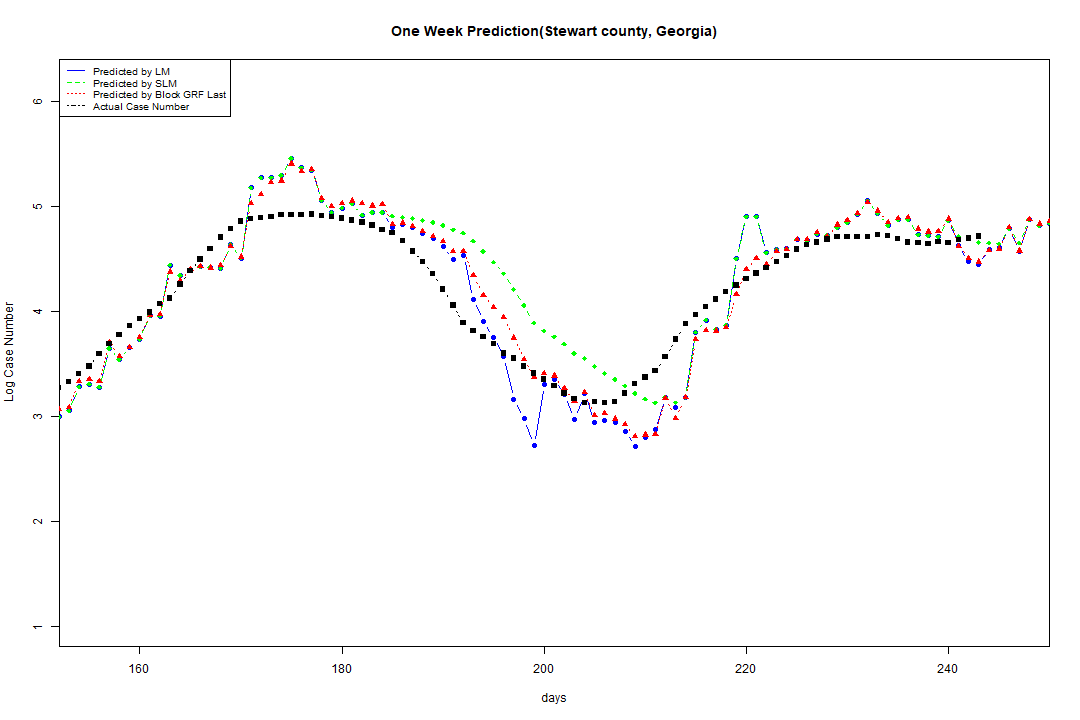 One Week Prediction(Stewart county, Georgia)
Predicted by LM
Predicted by SLM
Predicted by Block GRF Last
Actual Case Number
6
5
4
3
2
1
Log Case Number
160 180 200 220 240
days